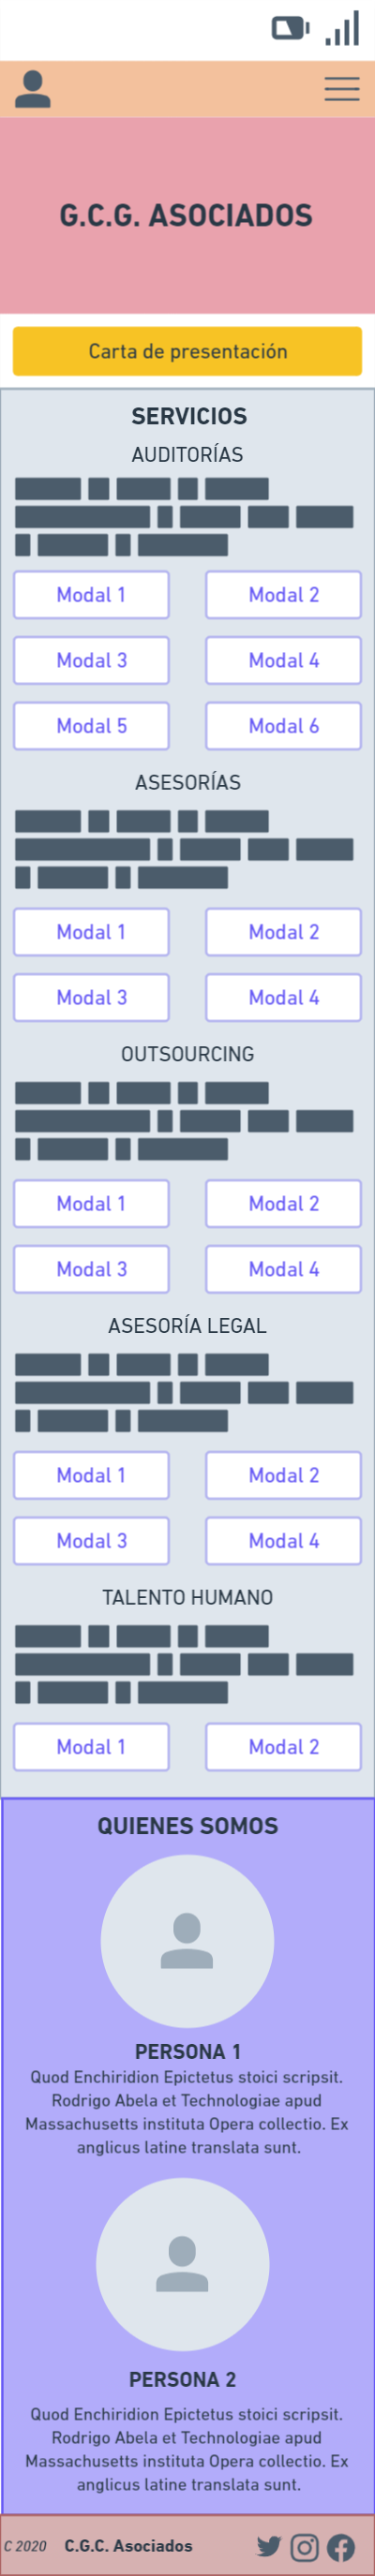 G.C.G. ASOCIADOS
Carta de presentación
SERVICIOS
AUDITORÍAS
Modal 1
Modal 2
Modal 3
Modal 4
Modal 5
Modal 6
ASESORÍAS
Modal 1
Modal 2
Modal 3
Modal 4
OUTSOURCING
Modal 1
Modal 2
Modal 3
Modal 4
ASESORÍA LEGAL
Modal 1
Modal 2
Modal 3
Modal 4
TALENTO HUMANO
Modal 1
Modal 2
QUIENES SOMOS
PERSONA 1
Quod Enchiridion Epictetus stoici scripsit.
Rodrigo Abela et Technologiae apud
Massachusetts instituta Opera collectio. Ex
anglicus latine translata sunt.
PERSONA 2
Quod Enchiridion Epictetus stoici scripsit.
Rodrigo Abela et Technologiae apud
Massachusetts instituta Opera collectio. Ex
anglicus latine translata sunt.
C 2020 C.G.C. Asociados